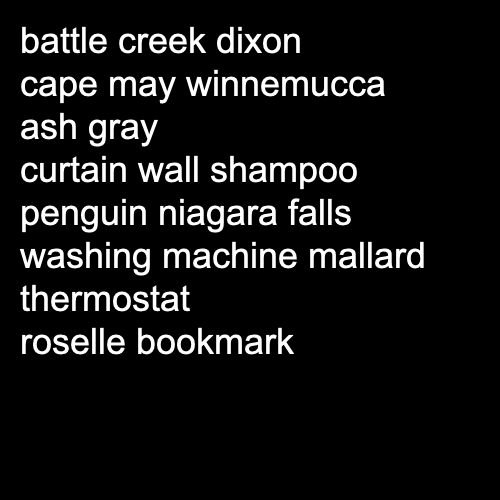 battle creek dixon
cape may winnemucca
ash gray
curtain wall shampoo
penguin niagara falls
washing machine mallard
thermostat
roselle bookmark